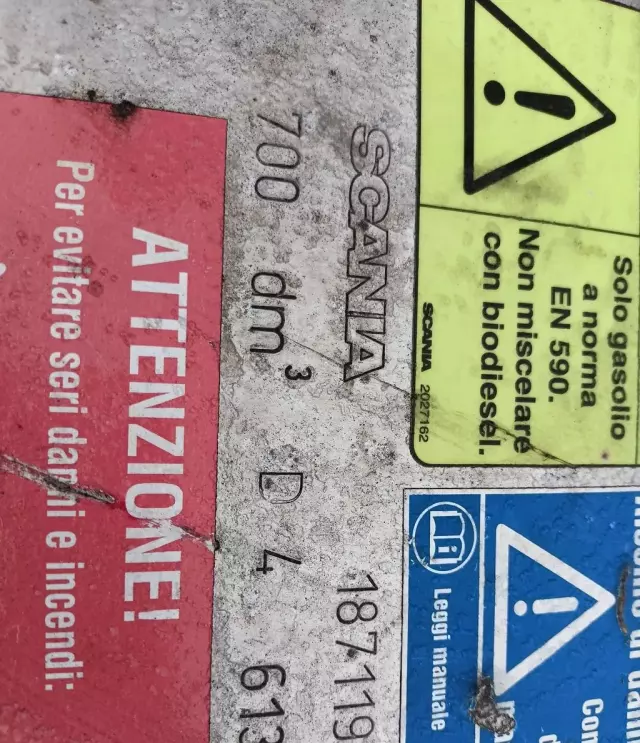 Solo gasolio
a norma
EN 590.
Non miscelare
con biodiesel.
SCANIA 2027162
Leggi manuale
Con
SCANIA 187119
700 dm³ D 4 613
ATTENZIONE!
Per evitare seri danni e incendi: